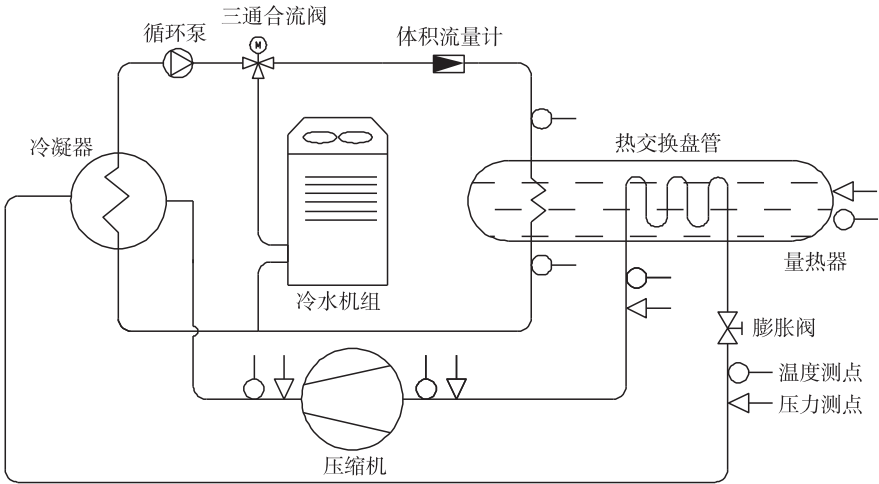 三通合流阀
循环泵
M
体积流量计
冷凝器
热交换盘管
量热器
冷水机组
膨胀阀
温度测点
压力测点
压缩机